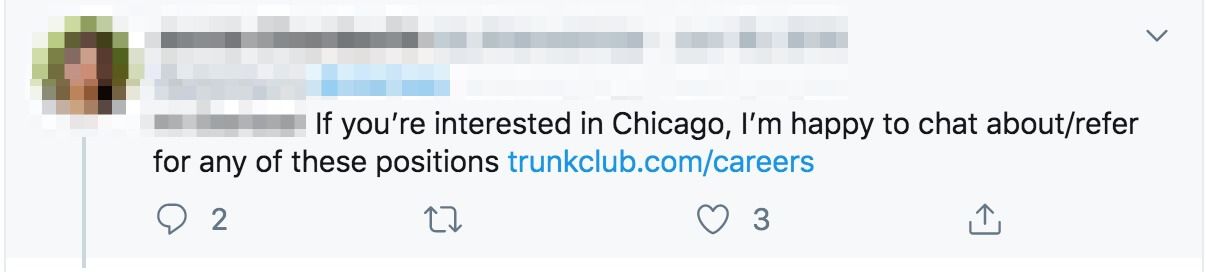 If you’re interested in Chicago, I’m happy to chat about/refer
for any of these positions trunkclub.com/careers
2 3